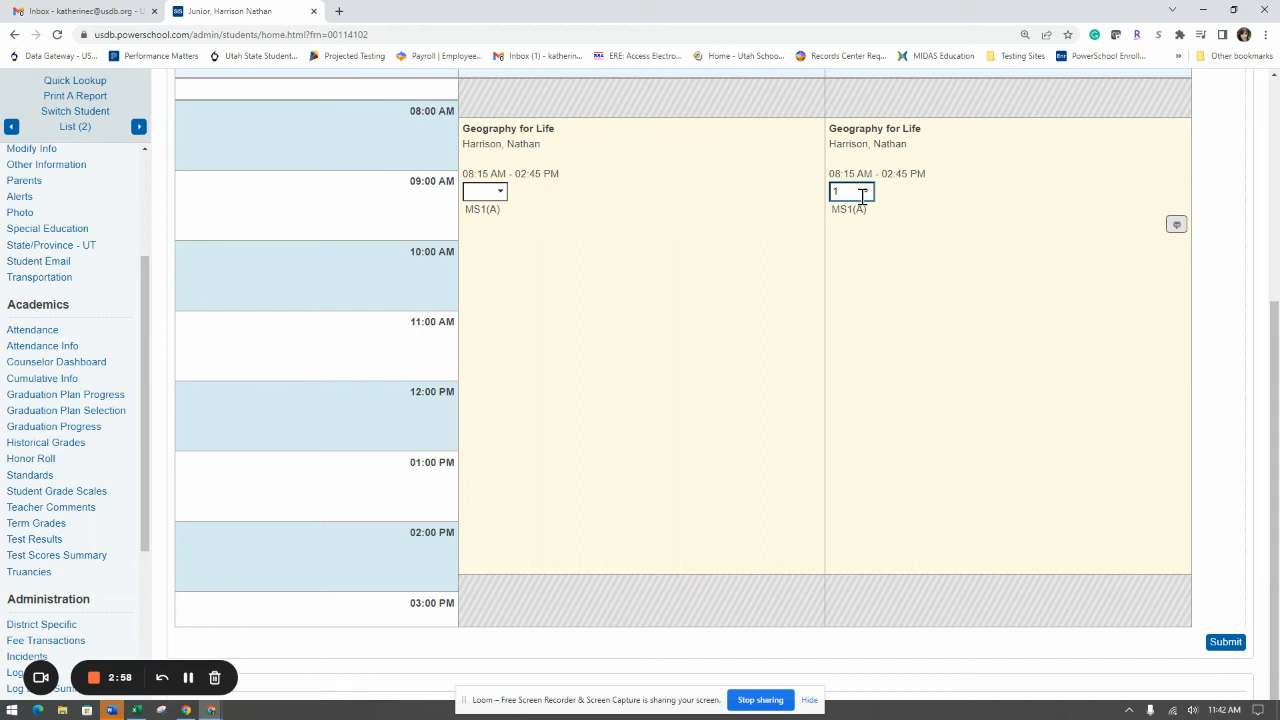 Inbox - katherinec@usdb.org - U
Junior, Harrison Nathan
usdb.powerschool.com/admin/students/home.html?frn=00114102
Data Gateway - US...
Performance Matters
Utah State Student...
Projected Testing
Payroll | Employee...
Inbox (1) - katherin...
ERE: Access Electro...
Home - Utah Schoo...
Records Center Req...
MIDAS Education
Testing Sites
PowerSchool Enroll...
»
Other bookmarks
Quick Lookup
Print A Report
Switch Student
List (2)
Modify Info
Other Information
Parents
Alerts
Photo
Special Education
State/Province - UT
Student Email
Transportation
Academics
Attendance
Attendance Info
Counselor Dashboard
Cumulative Info
Graduation Plan Progress
Graduation Plan Selection
Graduation Progress
Historical Grades
Honor Roll
Standards
Student Grade Scales
Teacher Comments
Term Grades
Test Results
Test Scores Summary
Truancies
Administration
District Specific
Fee Transactions
Incidents
08:00 AM
09:00 AM
10:00 AM
11:00 AM
12:00 PM
01:00 PM
02:00 PM
03:00 PM
Geography for Life
Harrison, Nathan
08:15 AM - 02:45 PM
MS1(A)
Geography for Life
Harrison, Nathan
08:15 AM - 02:45 PM
1
MS1(A)
Submit
2:58
Loom – Free Screen Recorder & Screen Capture is sharing your screen.
Stop sharing
Hide
11:42 AM